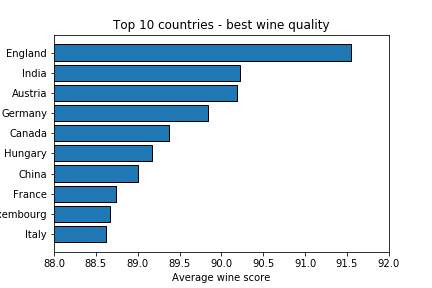 Top 10 countries - best wine quality
England
India
Austria
Germany
Canada
Hungary
China
France
xembourg
Italy
88.0 88.5 89.0 89.5 90.0 90.5 91.0 91.5 92.0
Average wine score